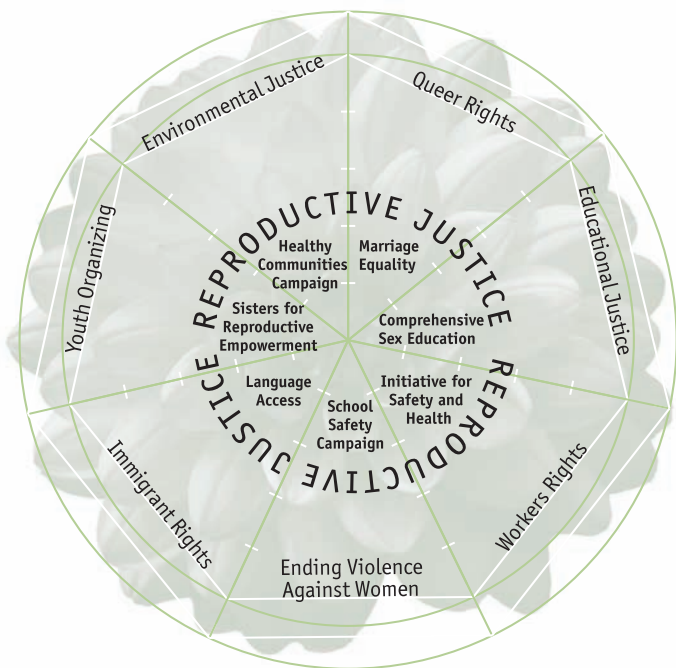 Environmental Justice
Queer Rights
Educational Justice
Workers Rights
Ending Violence
Against Women
Immigrant Rights
Youth Organizing
REPRODUCTIVE JUSTICE
REPRODUCTIVE JUSTICE
Healthy
Communities
Campaign
Marriage
Equality
Comprehensive
Sex Education
Initiative for
Safety and
Health
School
Safety
Campaign
Language
Access
Sisters for
Reproductive
Empowerment